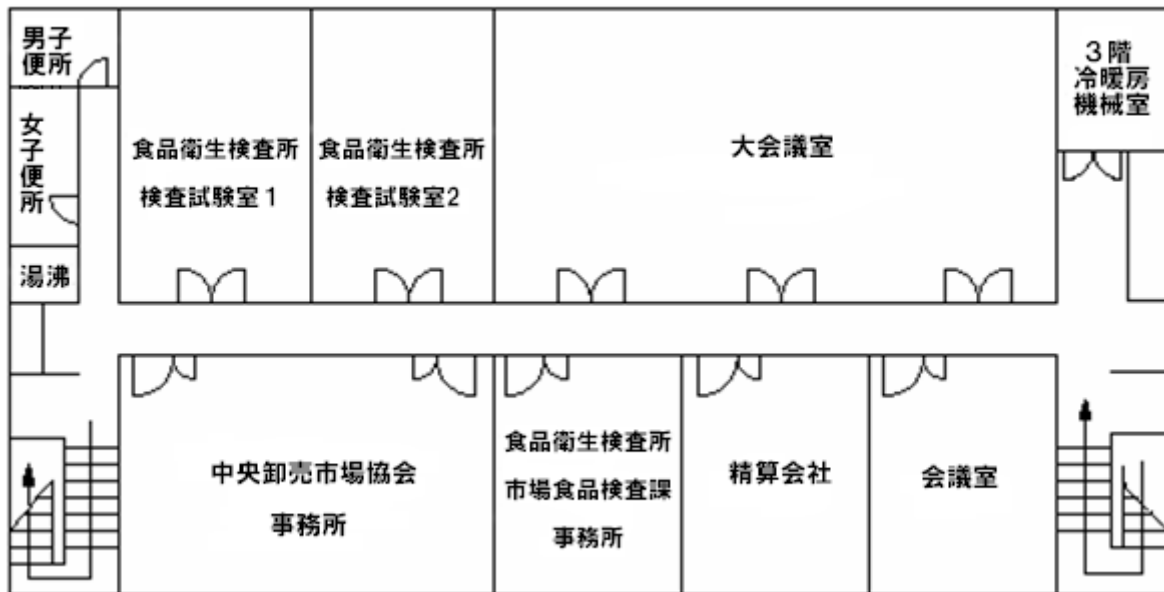 男子
便所
女子便所
湯沸
食品衛生検査所
検査試験室1
食品衛生検査所
検査試験室2
大会議室
3階
冷暖房
機械室
中央卸売市場協会
事務所
食品衛生検査所
市場食品検査課
事務所
精算会社
会議室